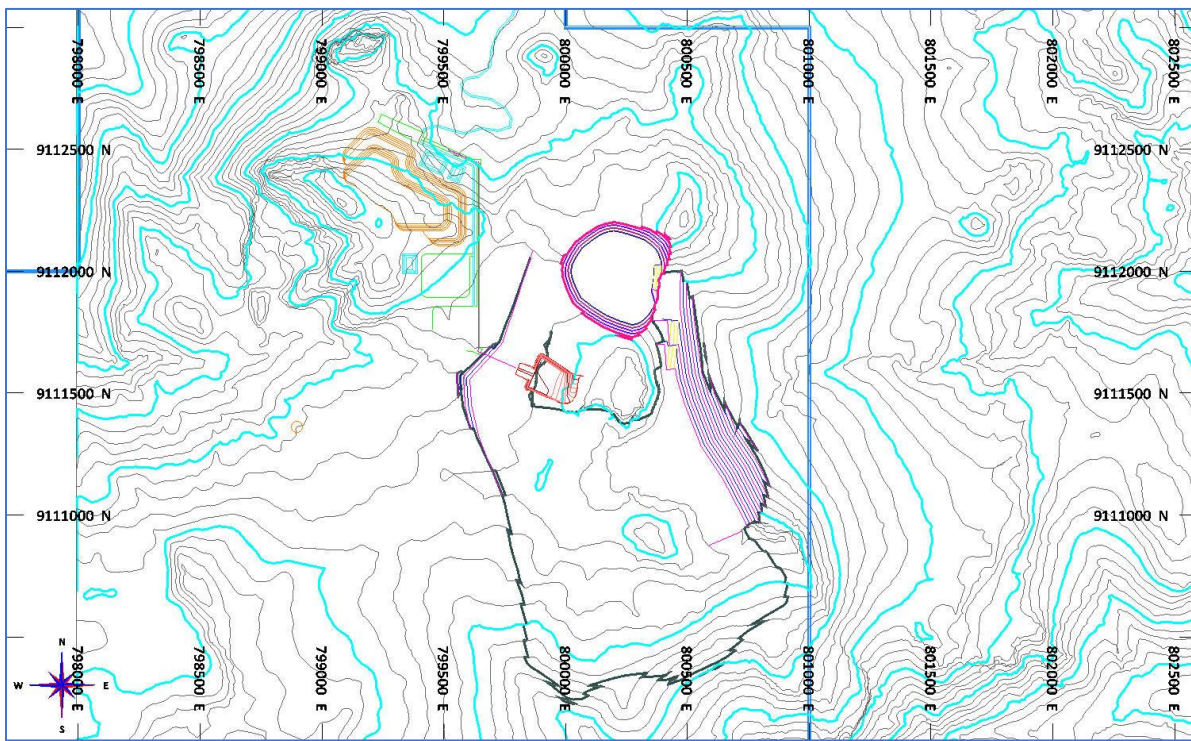 798000 E
798500 E
799000 E
799500 E
800000 E
800500 E
801000 E
801500 E
802000 E
802500 E
9112500 N
9112500 N
9112000 N
9112000 N
9111500 N
9111500 N
9111000 N
9111000 N
N
W
E
S
798000 E
798500 E
799000 E
799500 E
800000 E
800500 E
801000 E
801500 E
802000 E
802500 E